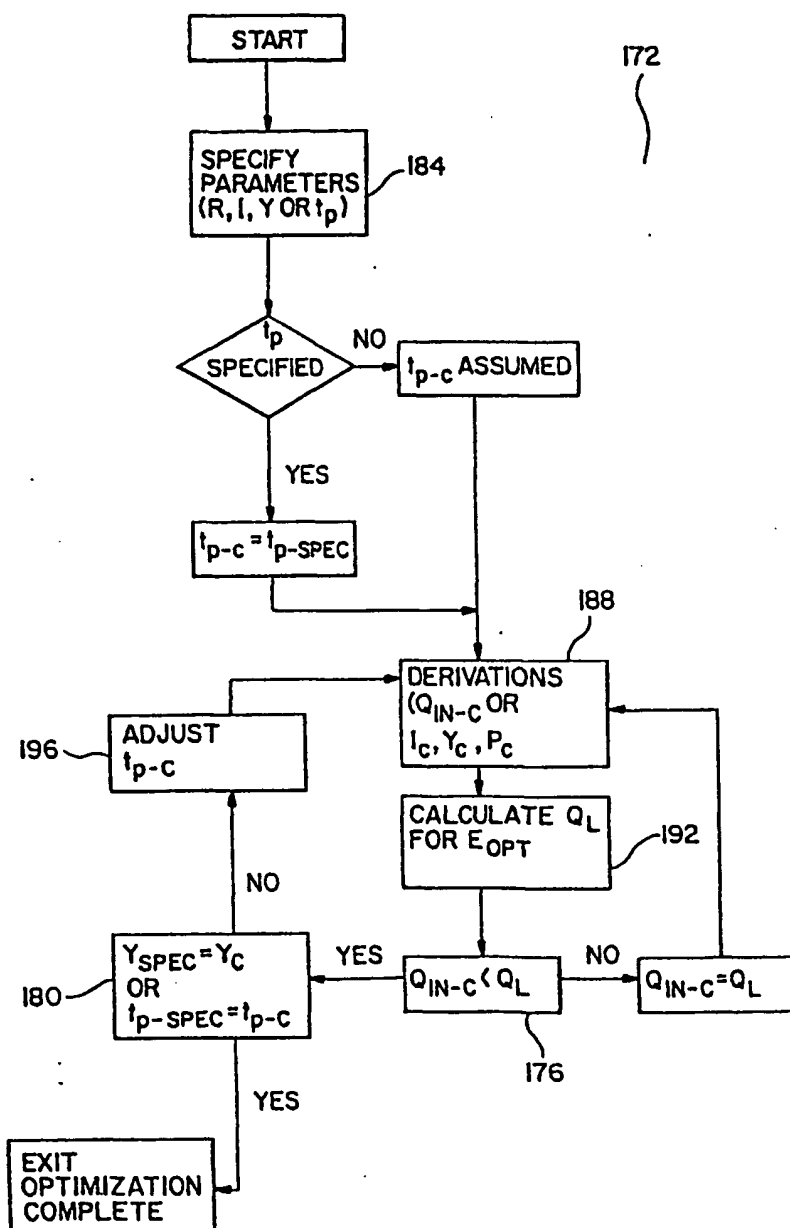 START
172
SPECIFY
PARAMETERS
(R, I, Y OR tp)
184
tp
SPECIFIED
NO
tp-c ASSUMED
YES
tp-c = tp-SPEC
188
DERIVATIONS
(QIN-C OR
IC, YC, PC
ADJUST
tp-c
196
CALCULATE QL
FOR EOPT
192
NO
YSPEC=YC
OR
tp-SPEC=tp-c
180
YES
QIN-C<QL
NO
QIN-C=QL
176
YES
EXIT
OPTIMIZATION
COMPLETE